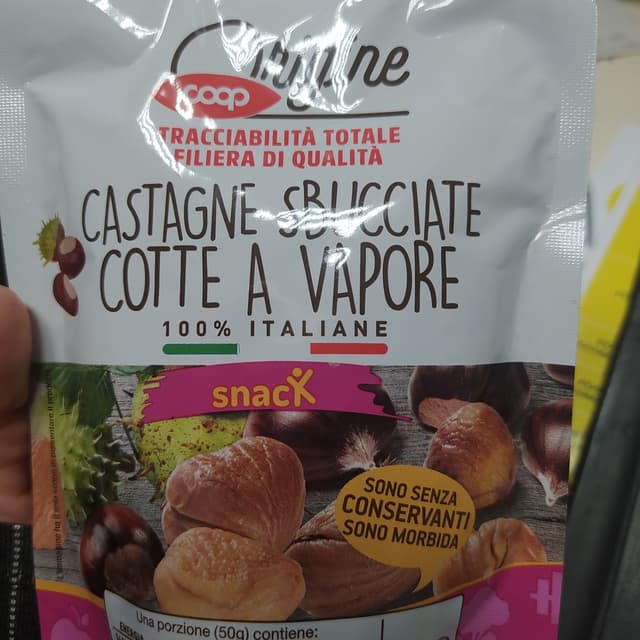 Origine
coop
TRACCIABILITÀ TOTALE
FILIERA DI QUALITÀ
CASTAGNE SBUCCIATE
COTTE A VAPORE
100% ITALIANE
snack
SONO SENZA
CONSERVANTI
SONO MORBIDA
Una porzione (50g) contiene:
ENERGIA